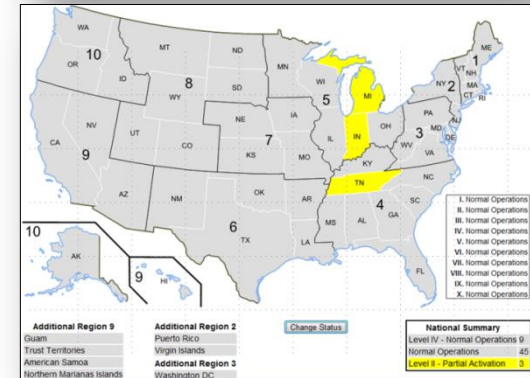 WA
OR
10
ID
MT
ND
MN
SD
8
WY
NE
IA
NV
UT
CO
KS
7
MO
CA
9
AZ
NM
OK
AR
6
TX
LA
WI
MI
5
IL
IN
OH
KY
TN
MS
AL
GA
4
NC
SC
FL
ME
1
VT
NH
NY
2
MA
CT
RI
PA
NJ
3
MD
DE
WV
VA
10
AK
9
HI
I. Normal Operations
II. Normal Operations
III. Normal Operations
IV. Normal Operations
V. Normal Operations
VI. Normal Operations
VII. Normal Operations
VIII. Normal Operations
IX. Normal Operations
X. Normal Operations
Additional Region 9
Guam
Trust Territories
American Samoa
Northern Marianas Islands
Additional Region 2
Puerto Rico
Virgin Islands
Additional Region 3
Washington DC
Change Status
National Summary
Level IV - Normal Operations 9
Normal Operations 45
Level II - Partial Activation 3